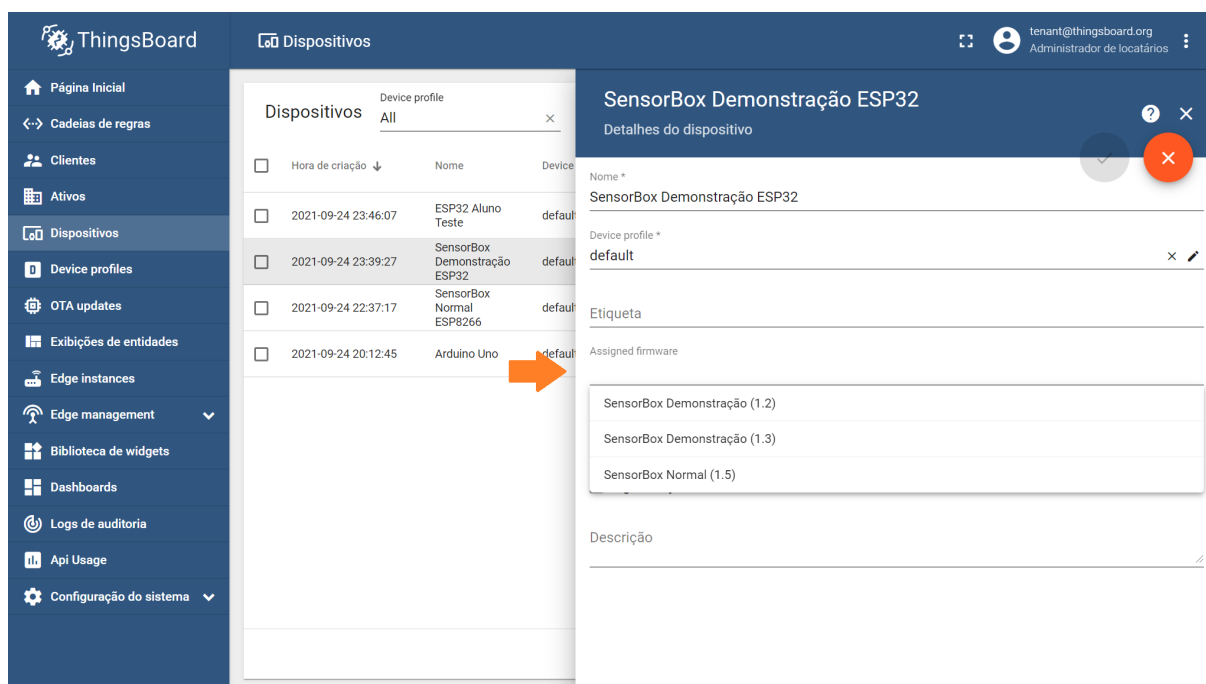 ThingsBoard
Dispositivos
tenant@thingsboard.org
Administrador de locatários
Página Inicial
Cadeias de regras
Clientes
Ativos
Dispositivos
Device profiles
OTA updates
Exibições de entidades
Edge instances
Edge management
Biblioteca de widgets
Dashboards
Logs de auditoria
Api Usage
Configuração do sistema
Dispositivos
Device profile
All
Hora de criação
Nome
Device
2021-09-24 23:46:07
ESP32 Aluno
Teste
default
2021-09-24 23:39:27
SensorBox
Demonstração
ESP32
default
2021-09-24 22:37:17
SensorBox
Normal
ESP8266
default
2021-09-24 20:12:45
Arduino Uno
default
SensorBox Demonstração ESP32
Detalhes do dispositivo
Nome *
SensorBox Demonstração ESP32
Device profile *
default
Etiqueta
Assigned firmware
SensorBox Demonstração (1.2)
SensorBox Demonstração (1.3)
SensorBox Normal (1.5)
Descrição